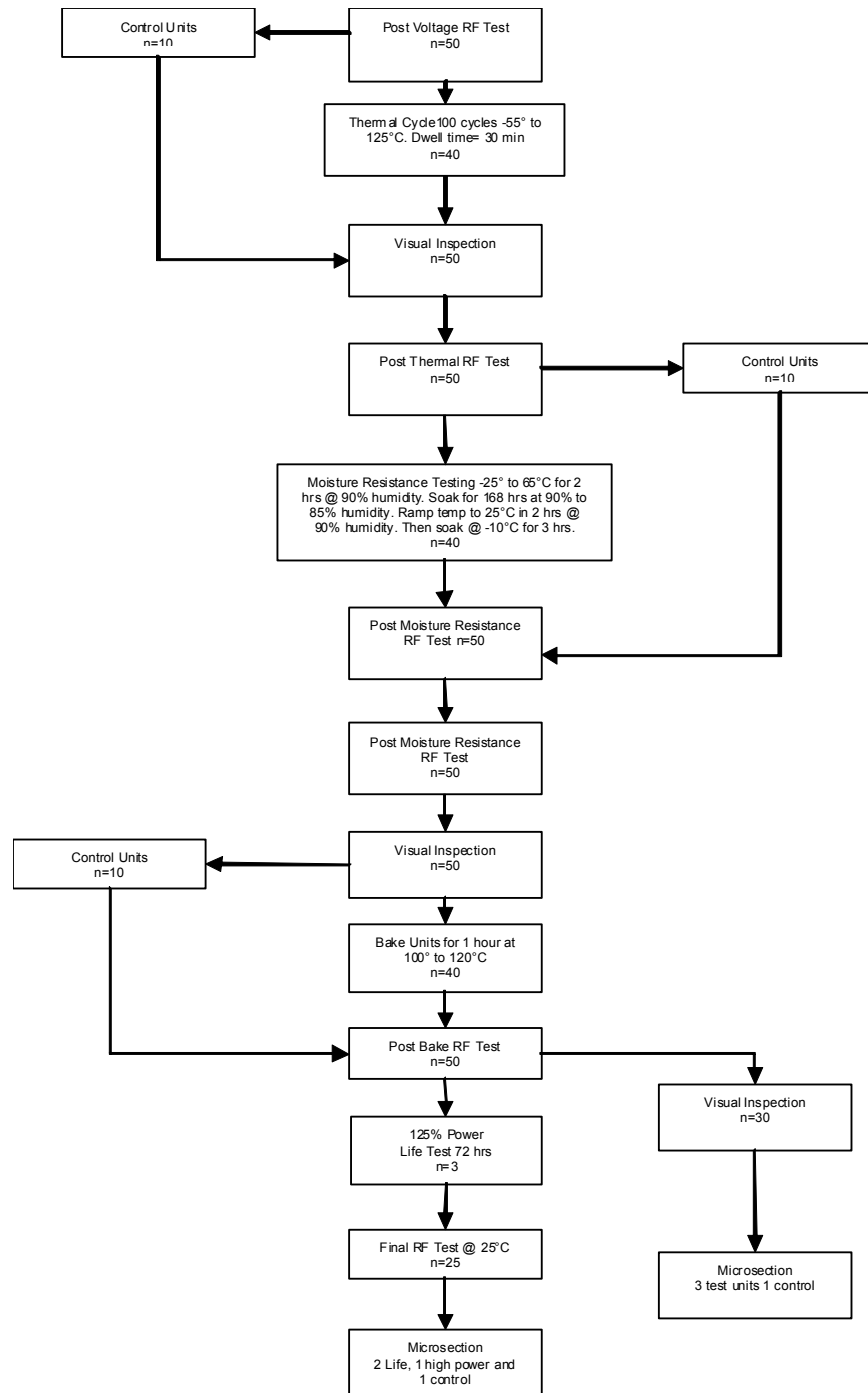 Control Units
n=10
Post Voltage RF Test
n=50
Thermal Cycle100 cycles -55° to
125°C. Dwell time= 30 min
n=40
Visual Inspection
n=50
Post Thermal RF Test
n=50
Control Units
n=10
Moisture Resistance Testing -25° to 65°C for 2
hrs @ 90% humidity. Soak for 168 hrs at 90% to
85% humidity. Ramp temp to 25°C in 2 hrs @
90% humidity. Then soak @ -10°C for 3 hrs.
n=40
Post Moisture Resistance
RF Test n=50
Post Moisture Resistance
RF Test
n=50
Control Units
n=10
Visual Inspection
n=50
Bake Units for 1 hour at
100° to 120°C
n=40
Post Bake RF Test
n=50
Visual Inspection
n=30
125% Power
Life Test 72 hrs
n=3
Final RF Test @ 25°C
n=25
Microsection
3 test units 1 control
Microsection
2 Life, 1 high power and
1 control